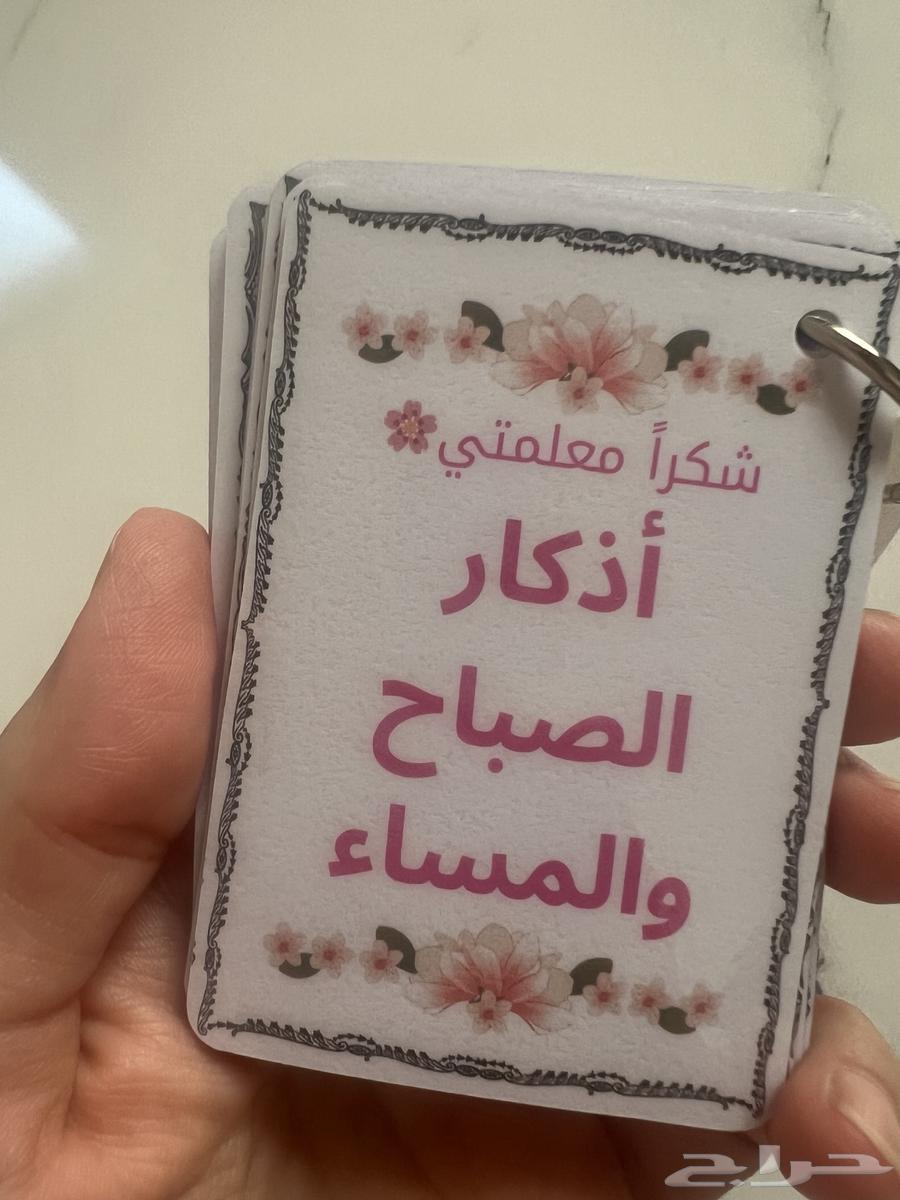 شكراً معلمتي🌸
أذكار
الصباح
والمساء
حراج